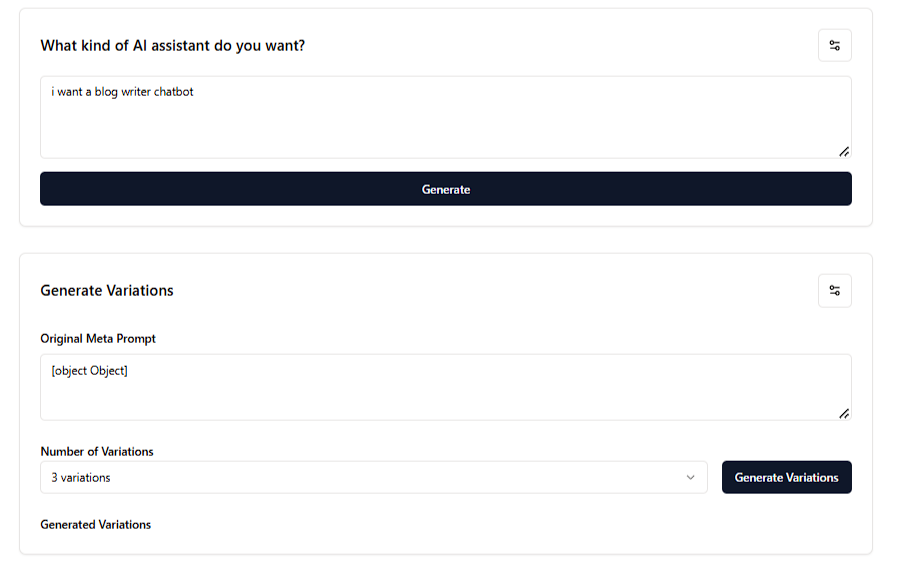 What kind of AI assistant do you want?
i want a blog writer chatbot
Generate
Generate Variations
Original Meta Prompt
[object Object]
Number of Variations
3 variations
Generate Variations
Generated Variations